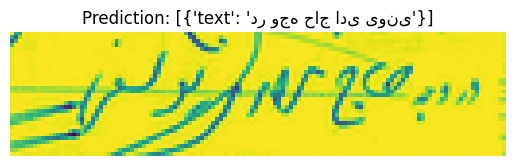 Prediction: [{'text': 'در وجه حاج ادی یونی'}]
در وجه حاج